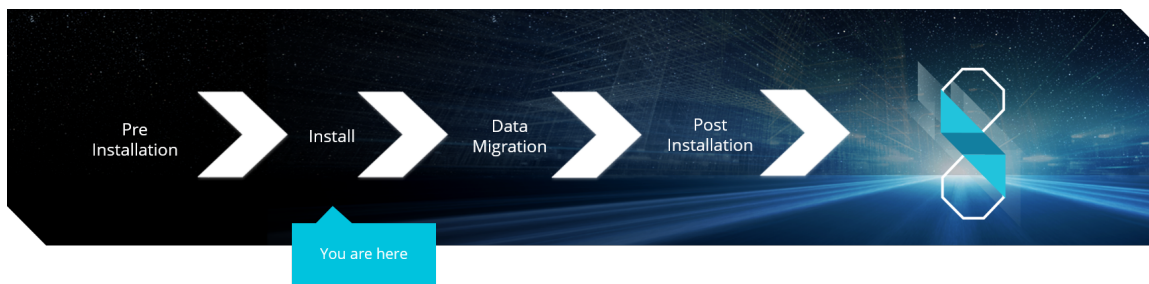 Pre
Installation
Install
Data
Migration
Post
Installation
You are here